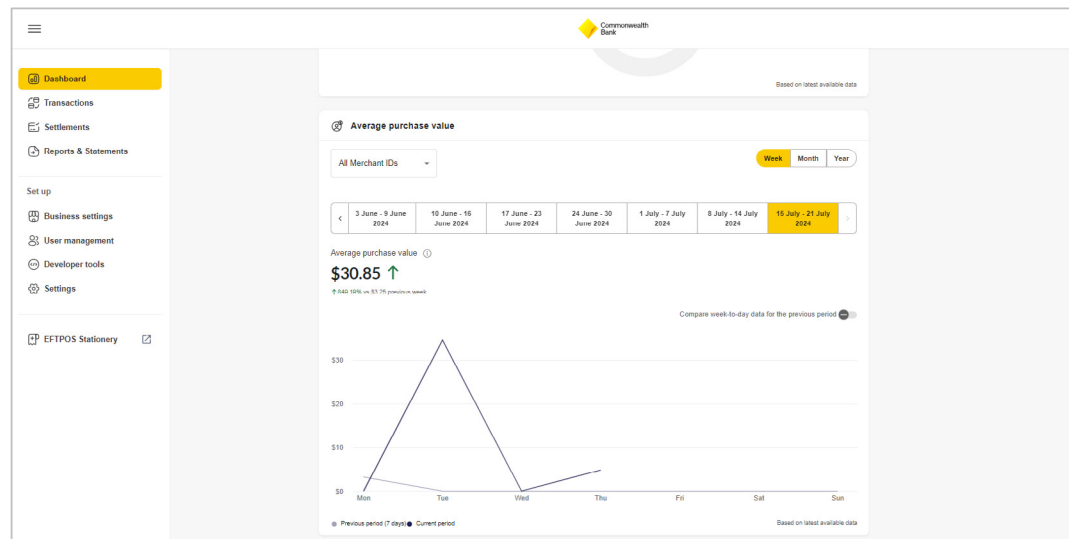 Commonwealth
Bank
Dashboard
Transactions
Settlements
Reports & Statements
Set up
Business settings
User management
Developer tools
Settings
EFTPOS Stationery
Based on latest available data
Average purchase value
All Merchant IDs
Week Month Year
3 June - 9 June
2024
10 June - 16
June 2024
17 June - 23
June 2024
24 June - 30
June 2024
1 July - 7 July
2024
8 July - 14 July
2024
15 July - 21 July
2024
Average purchase value
$30.85
849.19% vs $3.25 previous week
Compare week-to-day data for the previous period
$30
$20
$10
$0
Mon Tue Wed Thu Fri Sat Sun
Previous period (7 days) Current period
Based on latest available data